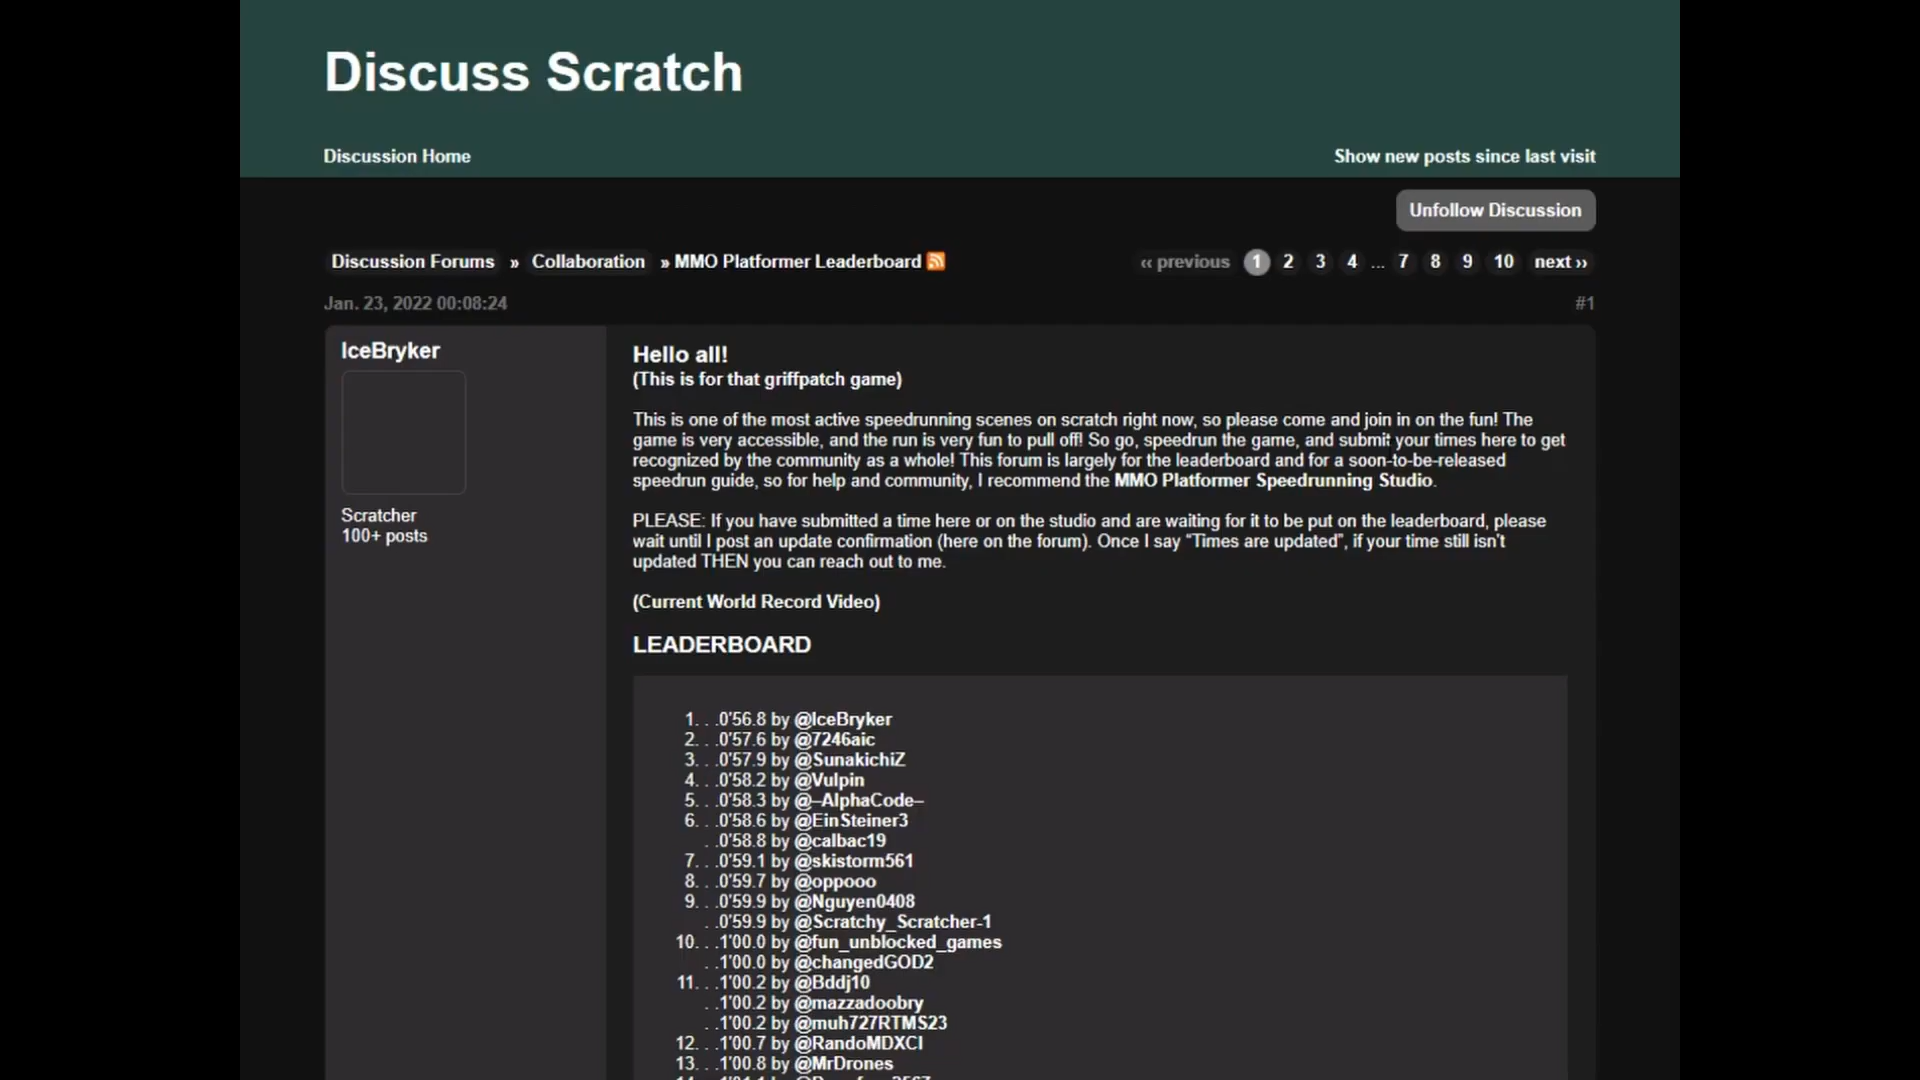 Discuss Scratch
Discussion Home
Show new posts since last visit
Unfollow Discussion
Discussion Forums » Collaboration » MMO Platformer Leaderboard
‹‹ previous 1 2 3 4 ... 7 8 9 10 next ››
Jan. 23, 2022 00:08:24
#1
IceBryker
Scratcher
100+ posts
Hello all!
(This is for that griffpatch game)
This is one of the most active speedrunning scenes on scratch right now, so please come and join in on the fun! The
game is very accessible, and the run is very fun to pull off! So go, speedrun the game, and submit your times here to get
recognized by the community as a whole! This forum is largely for the leaderboard and for a soon-to-be-released
speedrun guide, so for help and community, I recommend the MMO Platformer Speedrunning Studio.
PLEASE: If you have submitted a time here or on the studio and are waiting for it to be put on the leaderboard, please
wait until I post an update confirmation (here on the forum). Once I say “Times are updated”, if your time still isn't
updated THEN you can reach out to me.
(Current World Record Video)
LEADERBOARD
1. . .0'56.8 by @IceBryker
2. . .0'57.6 by @7246aic
3. . .0'57.9 by @SunakichiZ
4. . .0'58.2 by @Vulpin
5. . .0'58.3 by @–AlphaCode–
6. . .0'58.6 by @EinSteiner3
. .0'58.8 by @calbac19
7. . .0'59.1 by @skistorm561
8. . .0'59.7 by @oppooo
9. . .0'59.9 by @Nguyen0408
. .0'59.9 by @Scratchy_Scratcher-1
10. . .1'00.0 by @fun_unblocked_games
. .1'00.0 by @changedGOD2
11. . .1'00.2 by @Bddj10
. .1'00.2 by @mazzadoobry
. .1'00.2 by @muh727RTMS23
12. . .1'00.7 by @RandoMDXCI
13. . .1'00.8 by @MrDrones